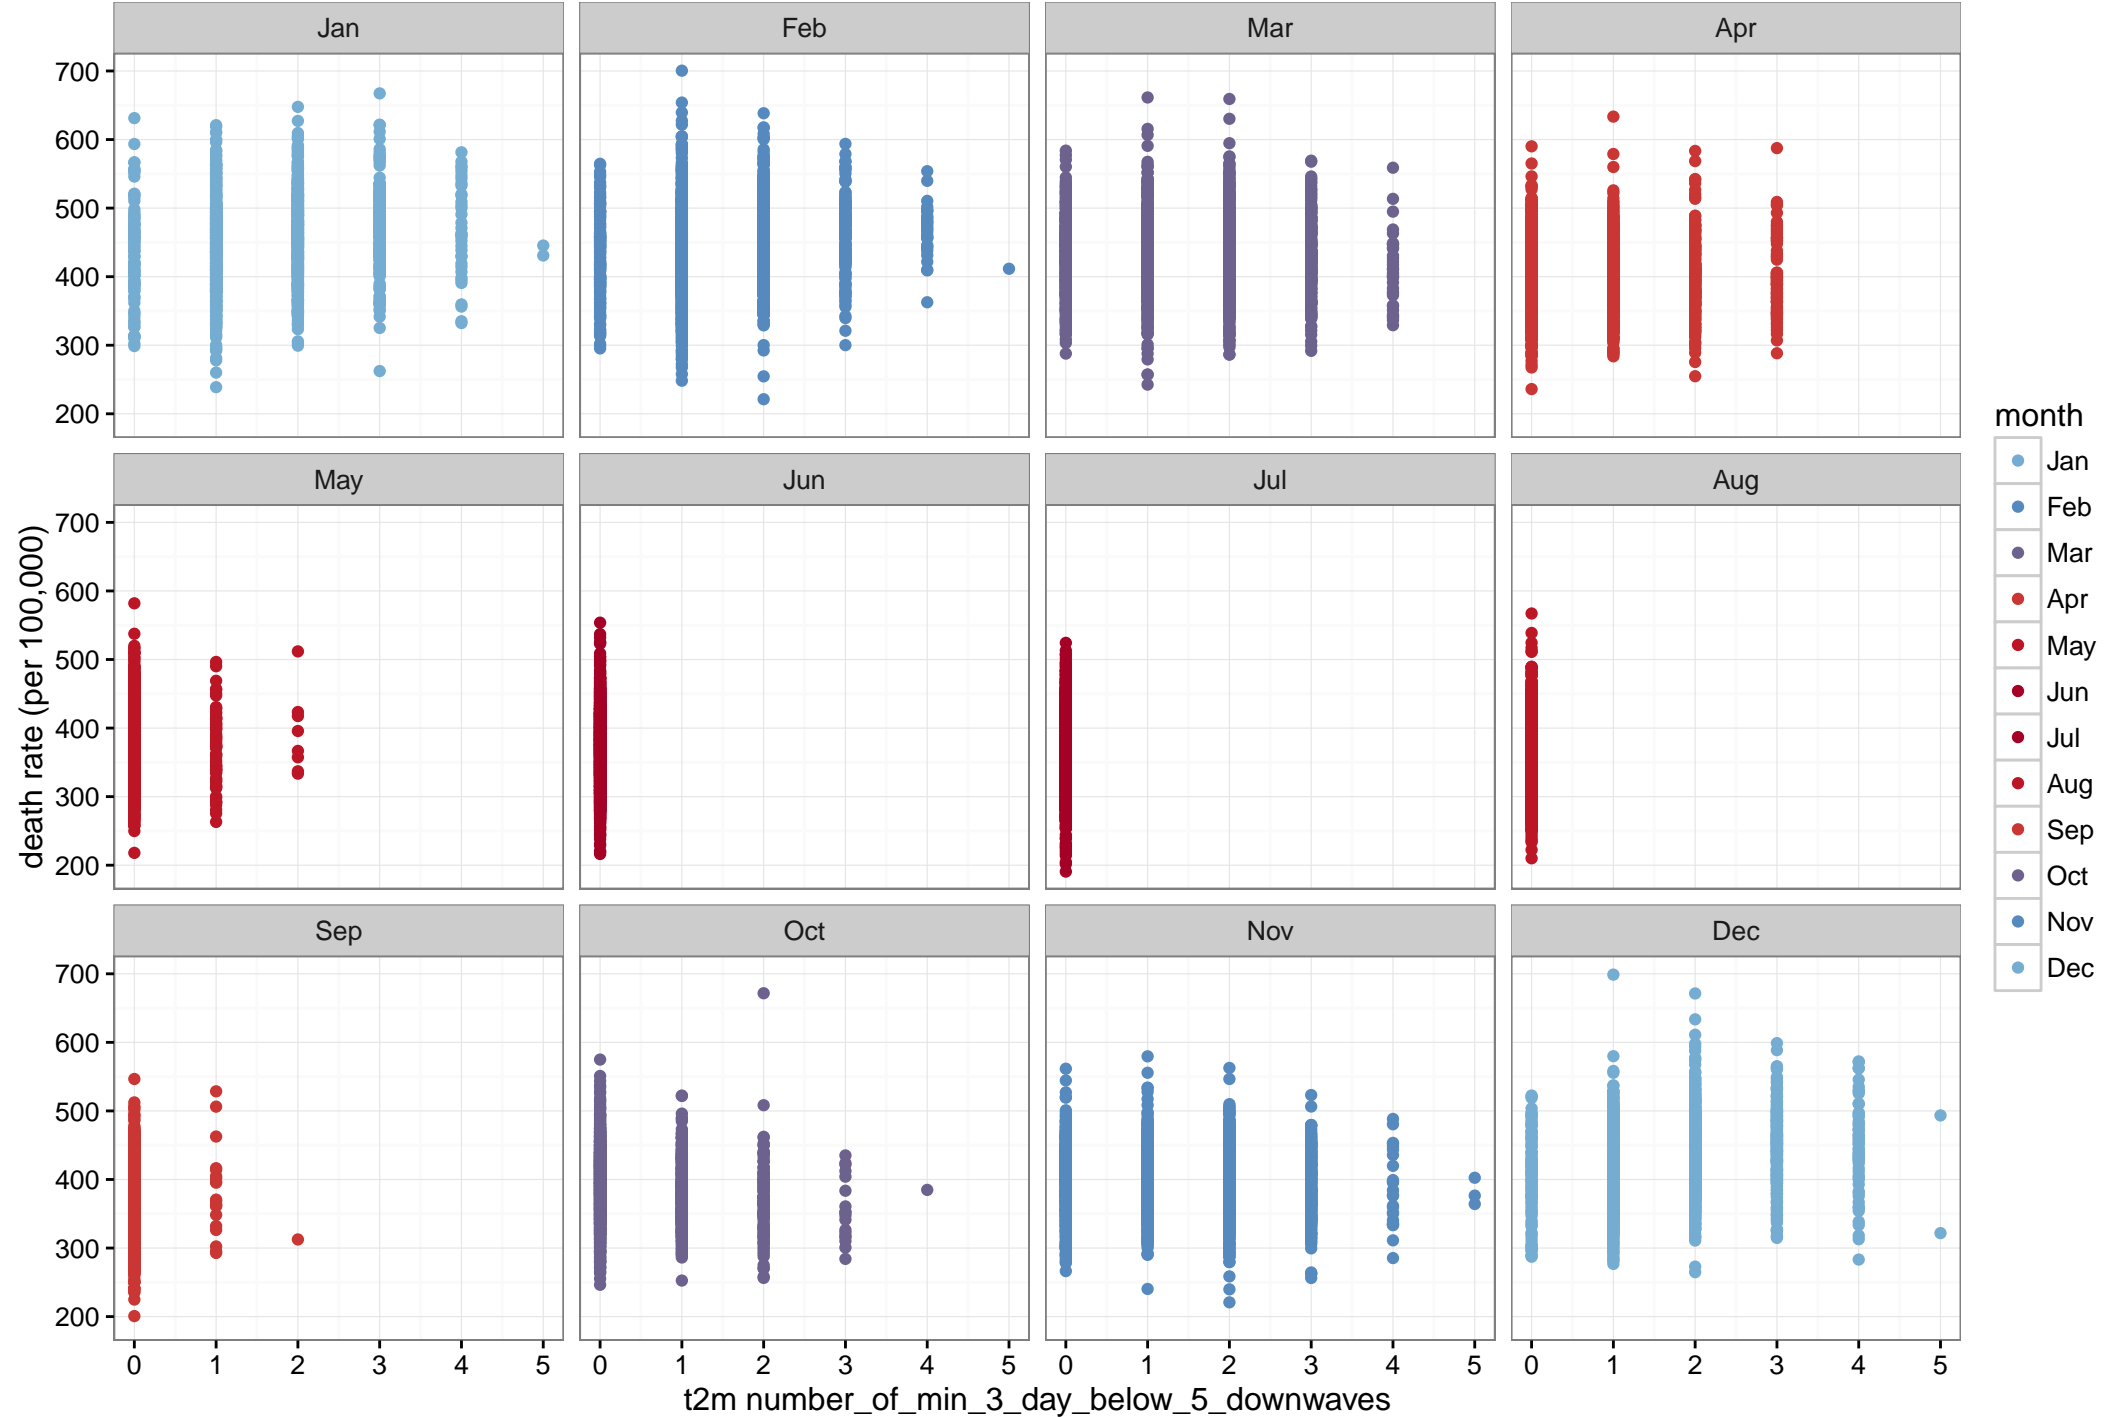 Jan Feb Mar Apr
700
600
500
400
300
200
May Jun Jul Aug
700
600
500
400
300
200
Sep Oct Nov Dec
700
600
500
400
300
200
0 1 2 3 4 5 0 1 2 3 4 5 0 1 2 3 4 5 0 1 2 3 4 5
t2m number_of_min_3_day_below_5_downwaves
death rate (per 100,000)
month
Jan
Feb
Mar
Apr
May
Jun
Jul
Aug
Sep
Oct
Nov
Dec